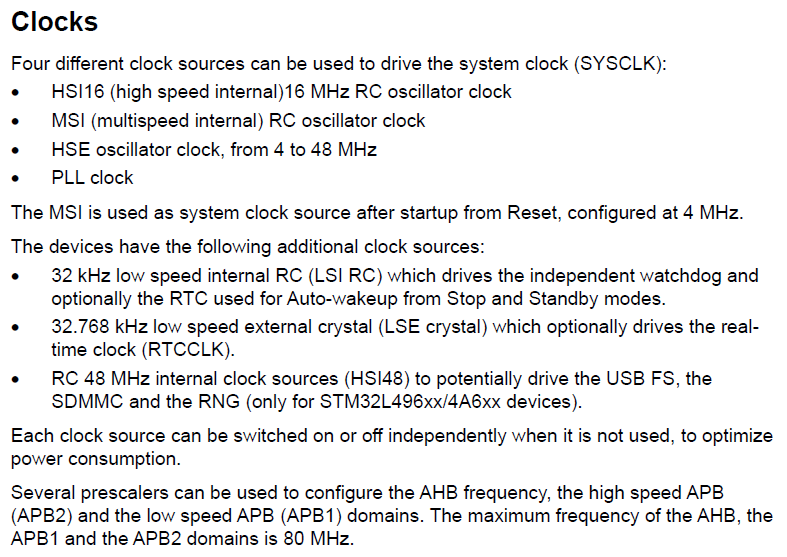 Clocks
Four different clock sources can be used to drive the system clock (SYSCLK):
• HSI16 (high speed internal)16 MHz RC oscillator clock
• MSI (multispeed internal) RC oscillator clock
• HSE oscillator clock, from 4 to 48 MHz
• PLL clock
The MSI is used as system clock source after startup from Reset, configured at 4 MHz.
The devices have the following additional clock sources:
• 32 kHz low speed internal RC (LSI RC) which drives the independent watchdog and
optionally the RTC used for Auto-wakeup from Stop and Standby modes.
• 32.768 kHz low speed external crystal (LSE crystal) which optionally drives the real-
time clock (RTCCLK).
• RC 48 MHz internal clock sources (HSI48) to potentially drive the USB FS, the
SDMMC and the RNG (only for STM32L496xx/4A6xx devices).
Each clock source can be switched on or off independently when it is not used, to optimize
power consumption.
Several prescalers can be used to configure the AHB frequency, the high speed APB
(APB2) and the low speed APB (APB1) domains. The maximum frequency of the AHB, the
APB1 and the APB2 domains is 80 MHz.